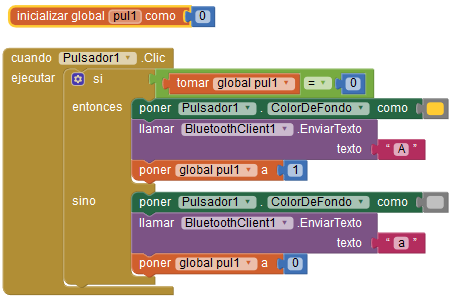 inicializar global pul1 como 0
cuando Pulsador1 .Clic
ejecutar si tomar global pul1 = 0
entonces poner Pulsador1 . ColorDeFondo como
llamar BluetoothClient1 .EnviarTexto
texto " A "
poner global pul1 a 1
sino poner Pulsador1 . ColorDeFondo como
llamar BluetoothClient1 .EnviarTexto
texto " a "
poner global pul1 a 0